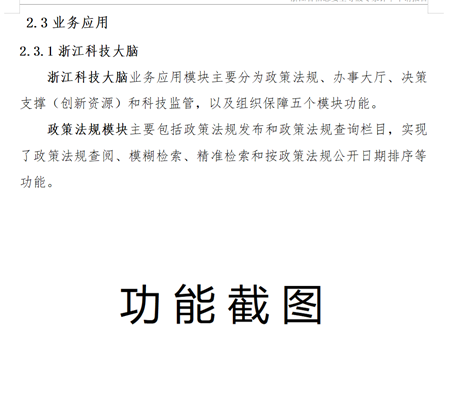 2.3 业务应用
2.3.1 浙江科技大脑
浙江科技大脑业务应用模块主要分为政策法规、办事大厅、决策
支撑（创新资源）和科技监管，以及组织保障五个模块功能。
政策法规模块主要包括政策法规发布和政策法规查询栏目，实现
了政策法规查阅、模糊检索、精准检索和按政策法规公开日期排序等
功能。
功能截图